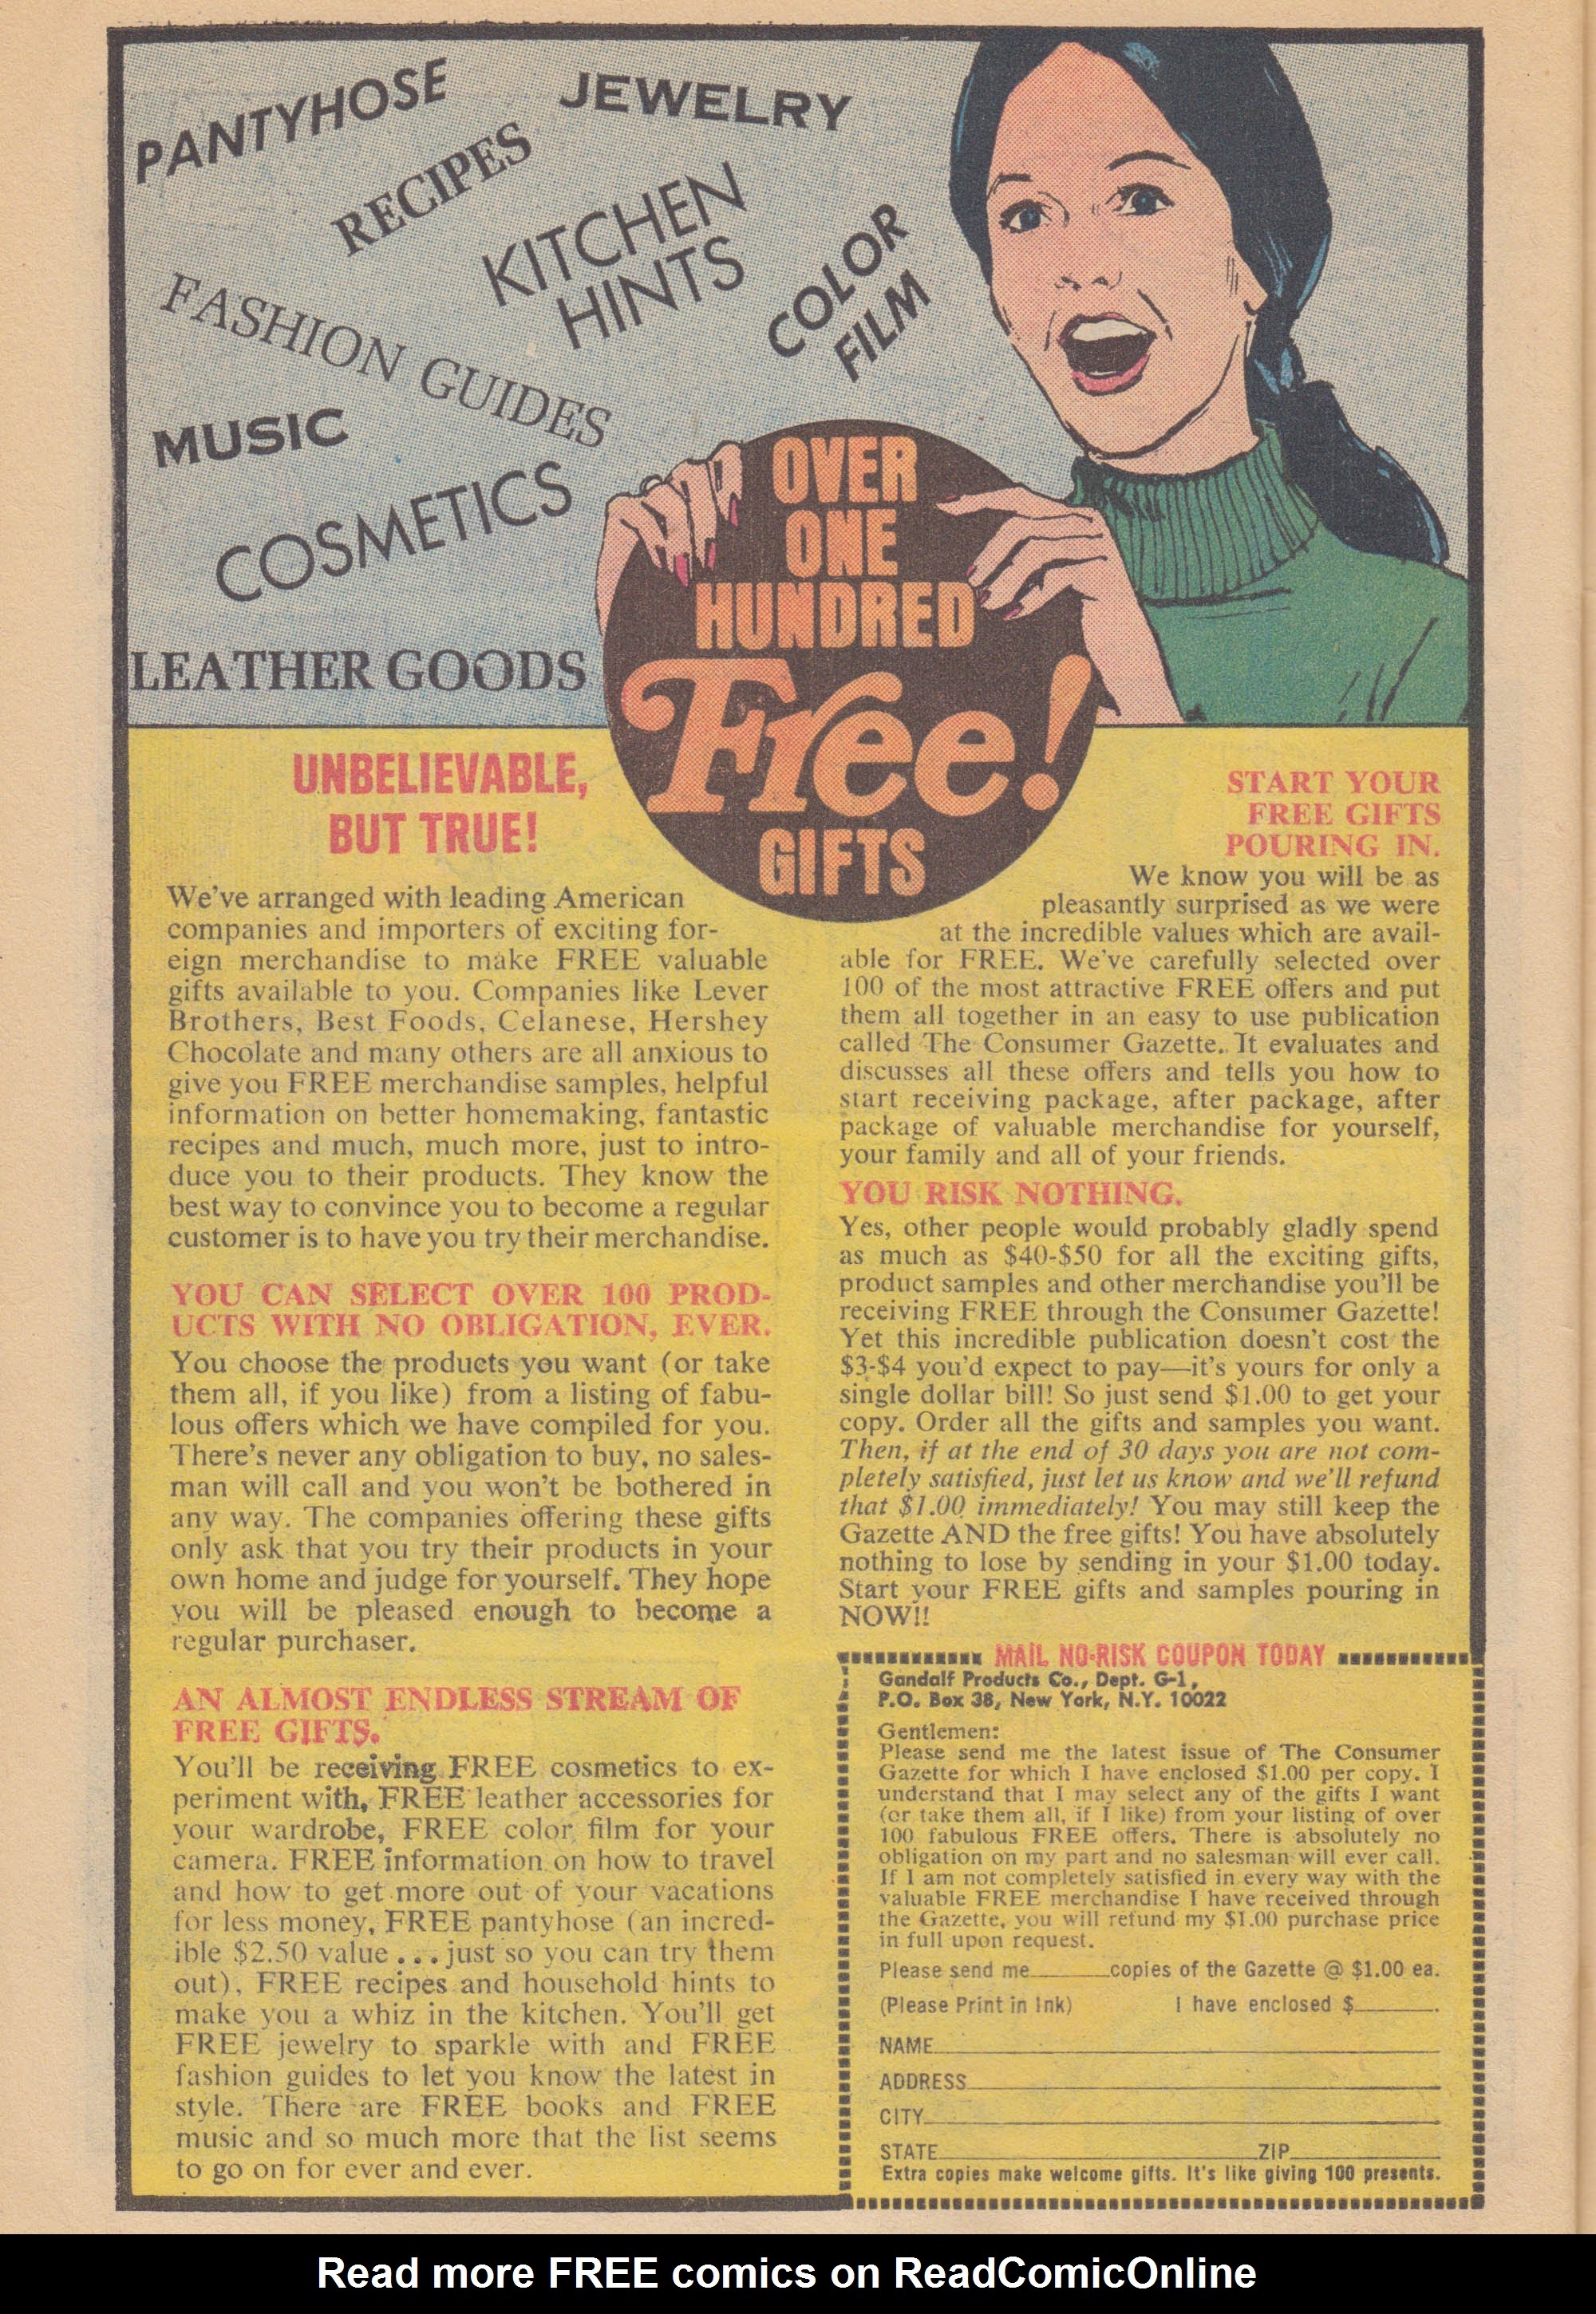 PANTYHOSE
JEWELRY
RECIPES
KITCHEN
HINTS
COLOR
FILM
FASHION GUIDES
MUSIC
COSMETICS
LEATHER GOODS
OVER
ONE
HUNDRED
Free!
GIFTS
UNBELIEVABLE,
BUT TRUE!
We've arranged with leading American
companies and importers of exciting for-
eign merchandise to make FREE valuable
gifts available to you. Companies like Lever
Brothers, Best Foods, Celanese, Hershey
Chocolate and many others are all anxious to
give you FREE merchandise samples, helpful
information on better homemaking, fantastic
recipes and much, much more, just to intro-
duce you to their products. They know the
best way to convince you to become a regular
customer is to have you try their merchandise.
YOU CAN SELECT OVER 100 PROD-
UCTS WITH NO OBLIGATION, EVER.
You choose the products you want (or take
them all, if you like) from a listing of fabu-
lous offers which we have compiled for you.
There's never any obligation to buy, no sales-
man will call and you won't be bothered in
any way. The companies offering these gifts
only ask that you try their products in your
own home and judge for yourself. They hope
you will be pleased enough to become a
regular purchaser.
AN ALMOST ENDLESS STREAM OF
FREE GIFTS.
You'll be receiving FREE cosmetics to ex-
periment with, FREE leather accessories for
your wardrobe, FREE color film for your
camera. FREE information on how to travel
and how to get more out of your vacations
for less money, FREE pantyhose (an incred-
ible $2.50 value...just so you can try them
out), FREE recipes and household hints to
make you a whiz in the kitchen. You'll get
FREE jewelry to sparkle with and FREE
fashion guides to let you know the latest in
style. There are FREE books and FREE
music and so much more that the list seems
to go on for ever and ever.
START YOUR
FREE GIFTS
POURING IN.
We know you will be as
pleasantly surprised as we were
at the incredible values which are avail-
able for FREE. We've carefully selected over
100 of the most attractive FREE offers and put
them all together in an easy to use publication
called The Consumer Gazette. It evaluates and
discusses all these offers and tells you how to
start receiving package, after package, after
package of valuable merchandise for yourself,
your family and all of your friends.
YOU RISK NOTHING.
Yes, other people would probably gladly spend
as much as $40-$50 for all the exciting gifts,
product samples and other merchandise you'll be
receiving FREE through the Consumer Gazette!
Yet this incredible publication doesn't cost the
$3-$4 you'd expect to pay—it's yours for only a
single dollar bill! So just send $1.00 to get your
copy. Order all the gifts and samples you want.
Then, if at the end of 30 days you are not com-
pletely satisfied, just let us know and we'll refund
that $1.00 immediately! You may still keep the
Gazette AND the free gifts! You have absolutely
nothing to lose by sending in your $1.00 today.
Start your FREE gifts and samples pouring in
NOW!!
MAIL NO-RISK COUPON TODAY
Gandalf Products Co., Dept. G-1,
P.O. Box 38, New York, N.Y. 10022
Gentlemen:
Please send me the latest issue of The Consumer
Gazette for which I have enclosed $1.00 per copy. I
understand that I may select any of the gifts I want
(or take them all, if I like) from your listing of over
100 fabulous FREE offers. There is absolutely no
obligation on my part and no salesman will ever call.
If I am not completely satisfied in every way with the
valuable FREE merchandise I have received through
the Gazette, you will refund my $1.00 purchase price
in full upon request.
Please send me______copies of the Gazette @ $1.00 ea.
(Please Print in Ink) I have enclosed $______.
NAME
ADDRESS
CITY
STATE ZIP
Extra copies make welcome gifts. It's like giving 100 presents.
Read more FREE comics on ReadComicOnline